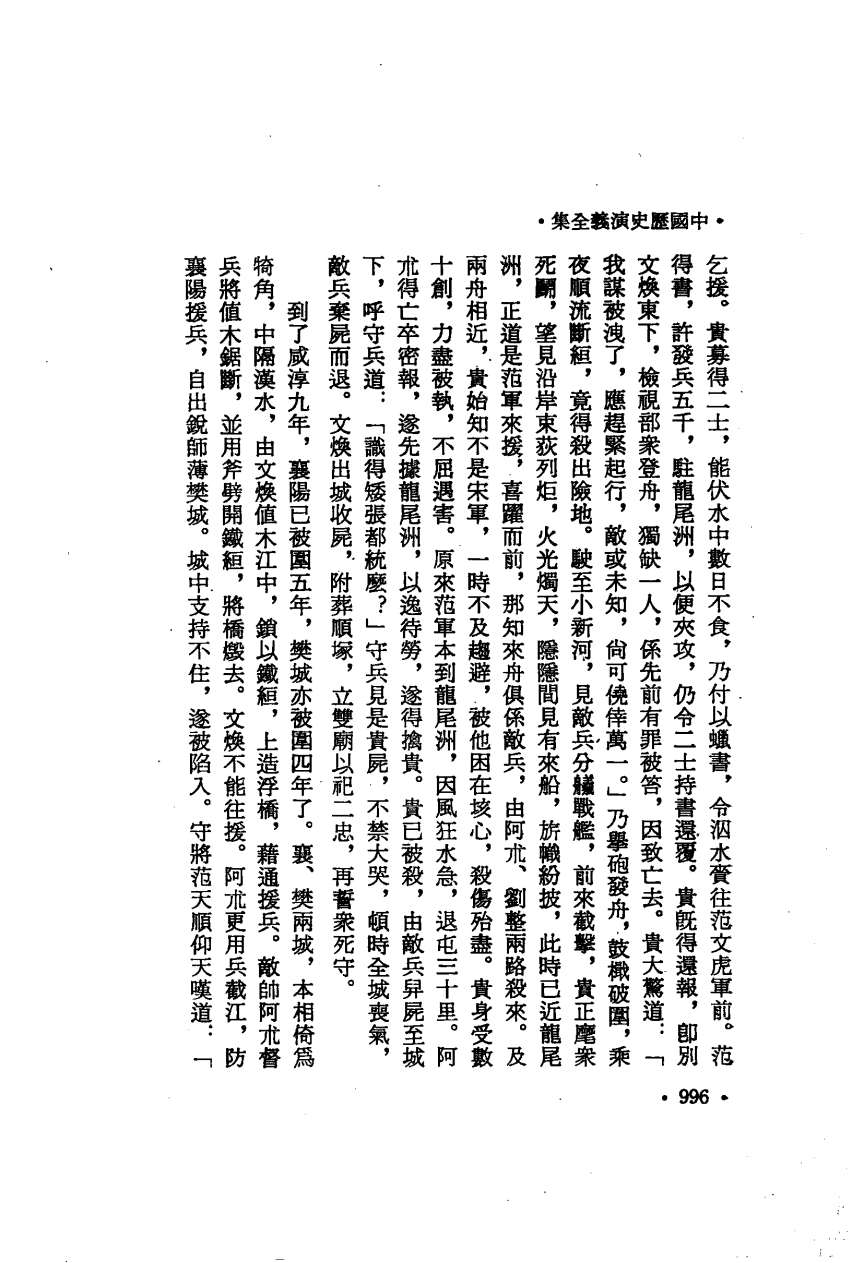 •中國歷史演義全集•
乞援。貴募得二士，能伏水中數日不食，乃付以蠟書，令泅水賫往范文虎軍前。范
得書，許發兵五千，駐龍尾洲，以便夾攻，仍令二士持書還覆。貴旣得還報，卽別
文煥東下，檢視部衆登舟，獨缺一人，係先前有罪被笞，因致亡去。貴大驚道：「
我謀被洩了，應趕緊起行，敵或未知，尙可僥倖萬一。」乃舉砲發舟，鼓檝破圍，乘
夜順流斷絙，竟得殺出險地。駛至小新河，見敵兵分艤戰艦，前來截擊，貴正麾衆
死鬭，望見沿岸束荻列炬，火光燭天，隱隱間見有來船，旂幟紛披，此時已近龍尾
洲，正道是范軍來援，喜躍而前，那知來舟俱係敵兵，由阿朮、劉整兩路殺來。及
兩舟相近，貴始知不是宋軍，一時不及趨避，被他困在垓心，殺傷殆盡。貴身受數
十創，力盡被執，不屈遇害。原來范軍本到龍尾洲，因風狂水急，退屯三十里。阿
朮得亡卒密報，遂先據龍尾洲，以逸待勞，遂得擒貴。貴已被殺，由敵兵舁屍至城
下，呼守兵道：「識得矮張都統麼？」守兵見是貴屍，不禁大哭，頓時全城喪氣，
敵兵棄屍而退。文煥出城收屍，附葬順塚，立雙廟以祀二忠，再誓衆死守。
到了咸淳九年，襄陽已被圍五年，樊城亦被圍四年了。襄、樊兩城，本相倚爲
犄角，中隔漢水，由文煥值木江中，鎖以鐵絙，上造浮橋，藉通援兵。敵帥阿朮督
兵將值木鋸斷，並用斧劈開鐵絙，將橋燬去。文煥不能往援。阿朮更用兵截江，防
襄陽援兵，自出銳師薄樊城。城中支持不住，遂被陷入。守將范天順仰天嘆道：「
•996•